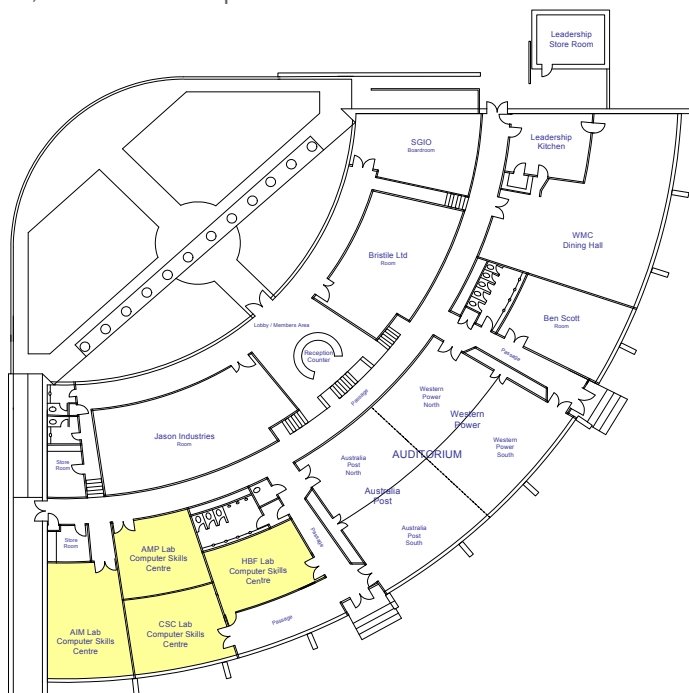 Leadership
Store Room
SGIO
Boardroom
Leadership
Kitchen
WMC
Dining Hall
Bristile Ltd
Room
Ben Scott
Room
Lobby / Members Area
Reception
Counter
Passage
Passage
Western
Power
North
Western
Power
Western
Power
South
Jason Industries
Room
AUDITORIUM
Australia
Post
North
Australia
Post
Australia
Post
South
Store
Room
Store
Room
AMP Lab
Computer Skills
Centre
HBF Lab
Computer Skills
Centre
Passage
AIM Lab
Computer Skills
Centre
CSC Lab
Computer Skills
Centre
Passage